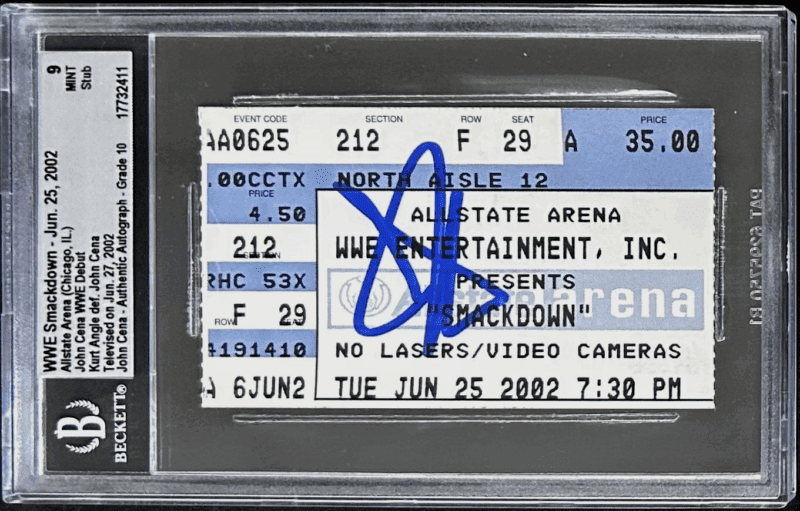 9
MINT
Stub
17732411
WWE Smackdown - Jun. 25, 2002
Allstate Arena (Chicago, IL)
John Cena WWE Debut
Kurt Angle def. John Cena
Televised on Jun. 27, 2002
John Cena - Authentic Autograph - Grade 10
B
BECKETT®
EVENT CODE SECTION ROW SEAT PRICE
AA0625 212 F 29 A 35.00
.00CCTX NORTH AISLE 12
PRICE
4.50 ALLSTATE ARENA
SECTION
212 WWE ENTERTAINMENT, INC.
RHC 53X PRESENTS
Allstate arena
ROW F 29 "SMACKDOWN"
4191410 NO LASERS/VIDEO CAMERAS
A 6JUN2 TUE JUN 25 2002 7:30 PM